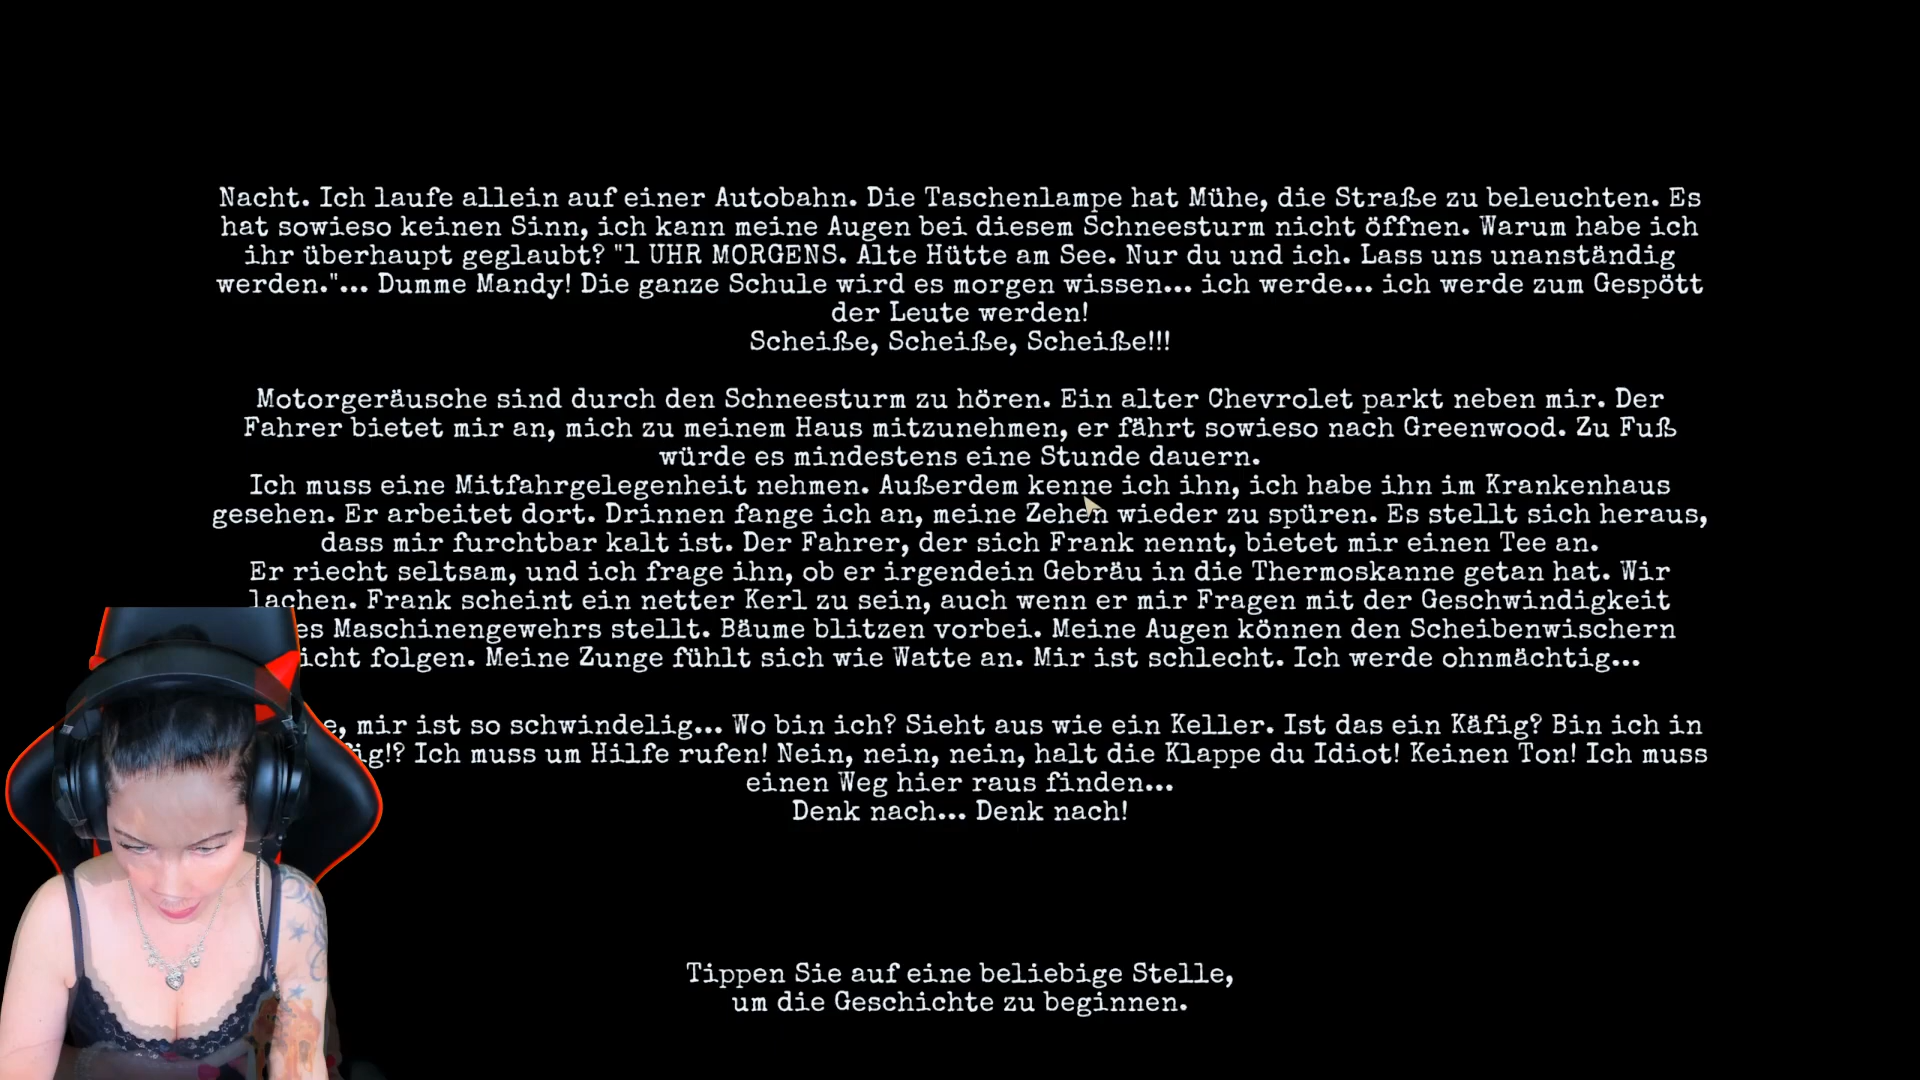 Nacht. Ich laufe allein auf einer Autobahn. Die Taschenlampe hat Mühe, die Straße zu beleuchten. Es
hat sowieso keinen Sinn, ich kann meine Augen bei diesem Schneesturm nicht öffnen. Warum habe ich
ihr überhaupt geglaubt? "1 UHR MORGENS. Alte Hütte am See. Nur du und ich. Lass uns unanständig
werden."... Dumme Mandy! Die ganze Schule wird es morgen wissen... ich werde... ich werde zum Gespött
der Leute werden!
Scheiße, Scheiße, Scheiße!!!
Motorgeräusche sind durch den Schneesturm zu hören. Ein alter Chevrolet parkt neben mir. Der
Fahrer bietet mir an, mich zu meinem Haus mitzunehmen, er fährt sowieso nach Greenwood. Zu Fuß
würde es mindestens eine Stunde dauern.
Ich muss eine Mitfahrgelegenheit nehmen. Außerdem kenne ich ihn, ich habe ihn im Krankenhaus
gesehen. Er arbeitet dort. Drinnen fange ich an, meine Zehen wieder zu spüren. Es stellt sich heraus,
dass mir furchtbar kalt ist. Der Fahrer, der sich Frank nennt, bietet mir einen Tee an.
Er riecht seltsam, und ich frage ihn, ob er irgendein Gebräu in die Thermoskanne getan hat. Wir
lachen. Frank scheint ein netter Kerl zu sein, auch wenn er mir Fragen mit der Geschwindigkeit
es Maschinengewehrs stellt. Bäume blitzen vorbei. Meine Augen können den Scheibenwischern
icht folgen. Meine Zunge fühlt sich wie Watte an. Mir ist schlecht. Ich werde ohnmächtig...
e, mir ist so schwindelig... Wo bin ich? Sieht aus wie ein Keller. Ist das ein Käfig? Bin ich in
ig!? Ich muss um Hilfe rufen! Nein, nein, nein, halt die Klappe du Idiot! Keinen Ton! Ich muss
einen Weg hier raus finden...
Denk nach... Denk nach!
Tippen Sie auf eine beliebige Stelle,
um die Geschichte zu beginnen.